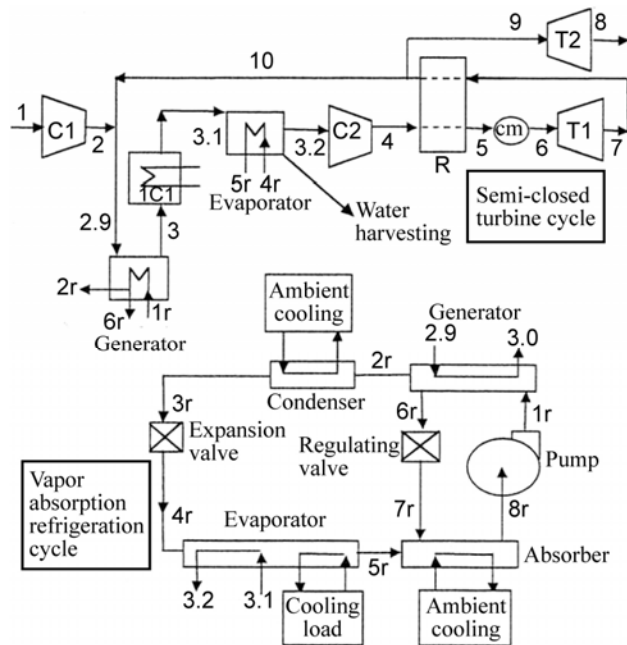 9
T2
8
10
1
C1
2
3.1
3.2
C2
4
5
cm
6
T1
7
R
1C1
5r
4r
Evaporator
Water
harvesting
Semi-closed
turbine cycle
2.9
3
2r
6r
1r
Generator
Ambient
cooling
Generator
2.9
3.0
2r
Condenser
3r
Expansion
valve
6r
Regulating
valve
1r
Pump
Vapor
absorption
refrigeration
cycle
4r
Evaporator
7r
8r
5r
Absorber
3.2
3.1
Cooling
load
Ambient
cooling